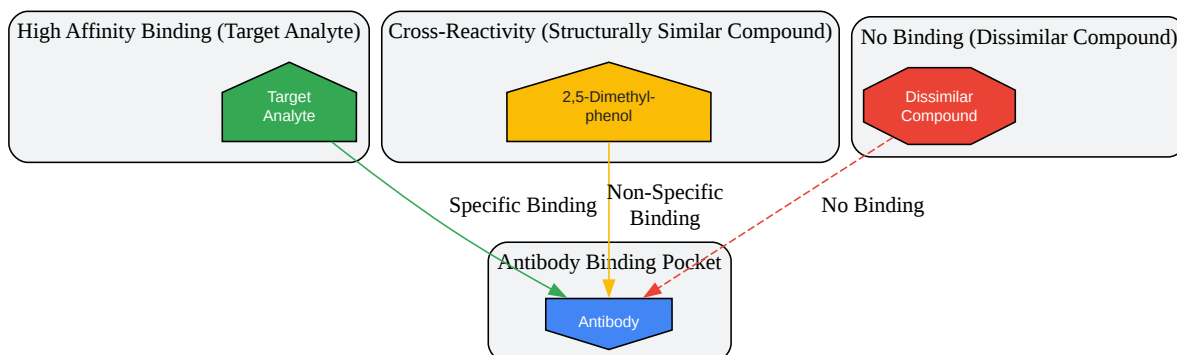 High Affinity Binding (Target Analyte)
Cross-Reactivity (Structurally Similar Compound)
No Binding (Dissimilar Compound)
Target
Analyte
2,5-Dimethyl-
phenol
Dissimilar
Compound
Specific Binding
Non-Specific
Binding
No Binding
Antibody Binding Pocket
Antibody